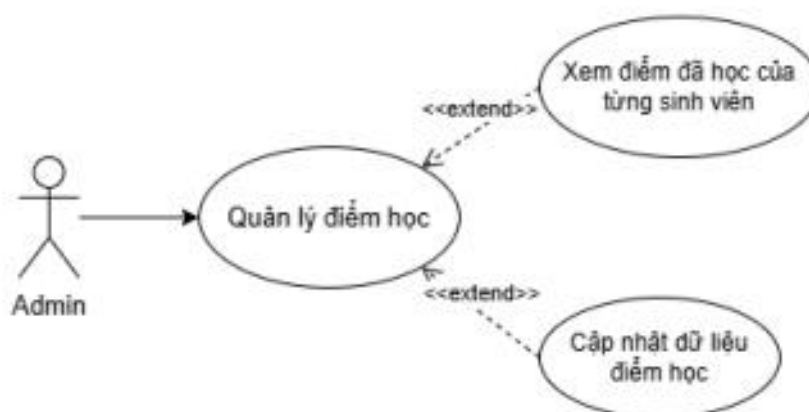 Xem điểm đã học của
từng sinh viên
<<extend>>
Quản lý điểm học
Admin
<<extend>>
Cập nhật dữ liệu
điểm học